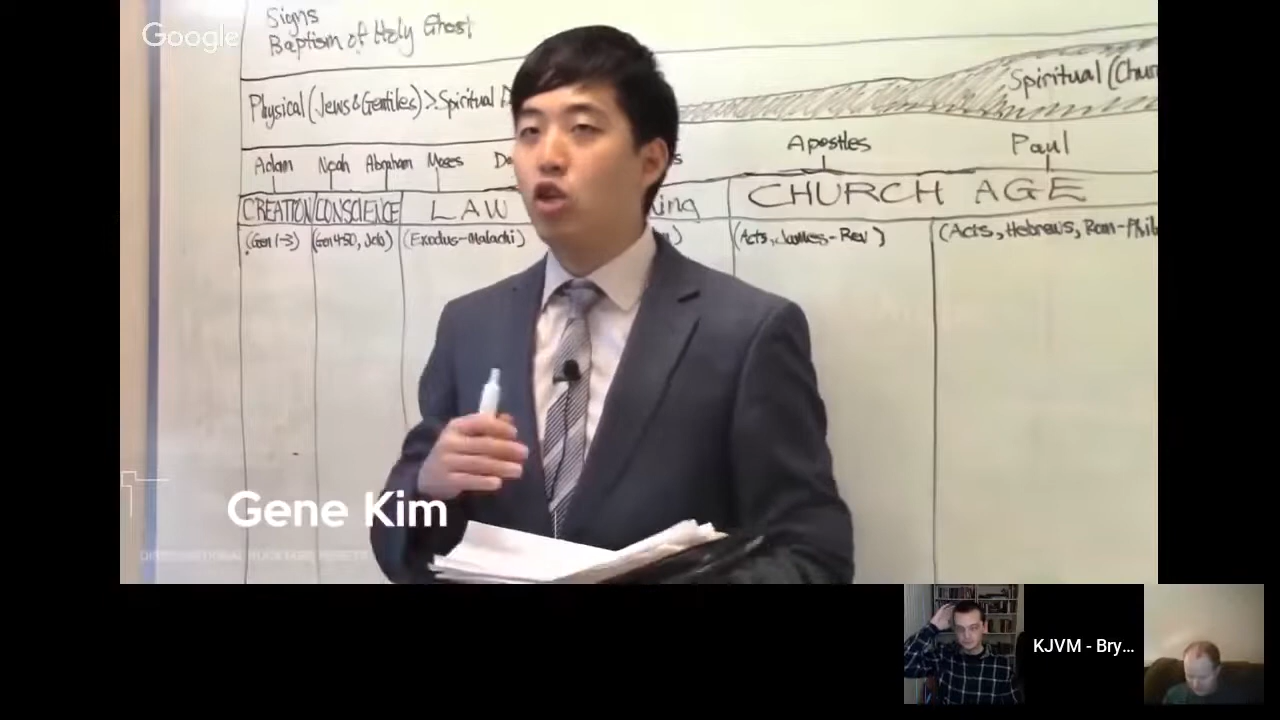 Google
Signs
Baptism of Holy Ghost
Physical (Jews & Gentiles) > Spiritual
Spiritual (Chur
Adam Noah Abraham Moses
Apostles Paul
CREATION CONSCIENCE LAW CHURCH AGE
(Gen 1-3) (Gen 4-50, Job) (Exodus-Malachi) (Acts, James-Rev) (Acts, Hebrews, Rom-Phil
Gene Kim
KJVM - Bry...